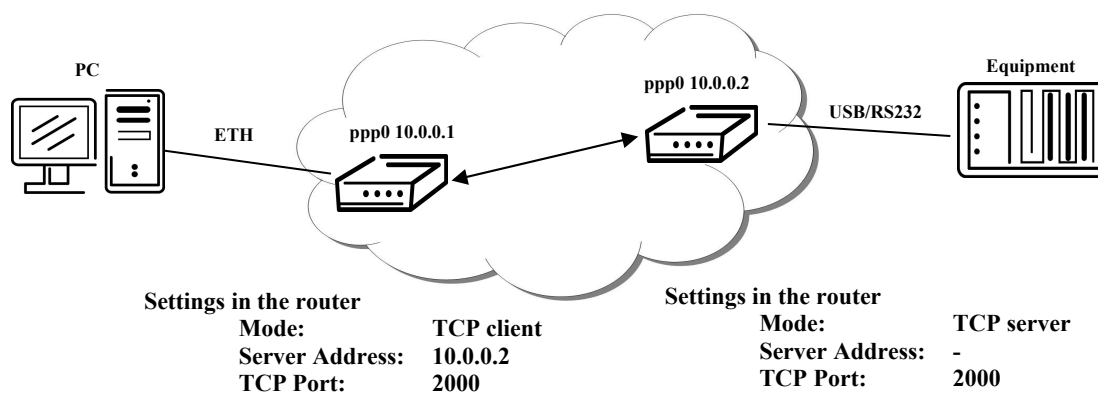 PC
ETH
ppp0 10.0.0.1
ppp0 10.0.0.2
USB/RS232
Equipment
Settings in the router
Mode: TCP client
Server Address: 10.0.0.2
TCP Port: 2000
Settings in the router
Mode: TCP server
Server Address: -
TCP Port: 2000